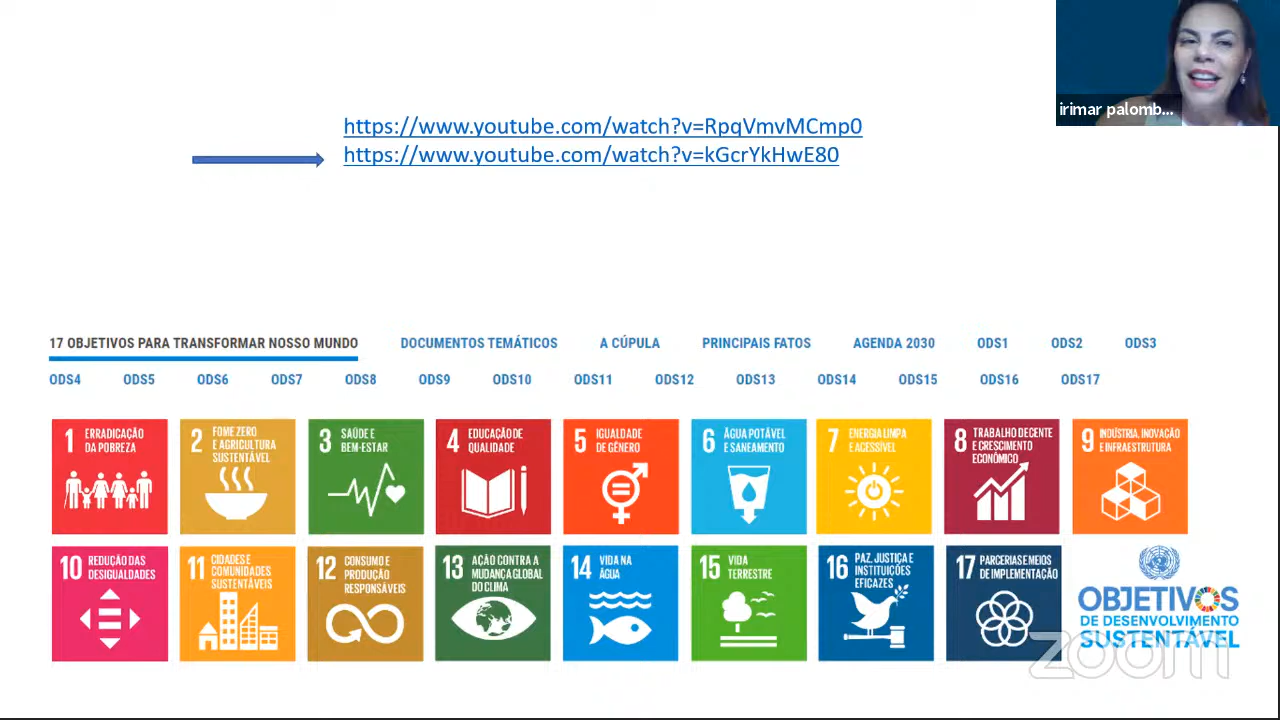 irimar palomb...
https://www.youtube.com/watch?v=RpqVmvMCmp0
https://www.youtube.com/watch?v=kGcrYkHwE80
17 OBJETIVOS PARA TRANSFORMAR NOSSO MUNDO DOCUMENTOS TEMÁTICOS A CÚPULA PRINCIPAIS FATOS AGENDA 2030 ODS1 ODS2 ODS3
ODS4 ODS5 ODS6 ODS7 ODS8 ODS9 ODS10 ODS11 ODS12 ODS13 ODS14 ODS15 ODS16 ODS17
1 ERRADICAÇÃO
DA POBREZA
2 FOME ZERO
E AGRICULTURA
SUSTENTÁVEL
3 SAÚDE E
BEM-ESTAR
4 EDUCAÇÃO DE
QUALIDADE
5 IGUALDADE
DE GÊNERO
6 ÁGUA POTÁVEL
E SANEAMENTO
7 ENERGIA LIMPA
E ACESSÍVEL
8 TRABALHO DECENTE
E CRESCIMENTO
ECONÔMICO
9 INDÚSTRIA, INOVAÇÃO
E INFRAESTRUTURA
10 REDUÇÃO DAS
DESIGUALDADES
11 CIDADES E
COMUNIDADES
SUSTENTÁVEIS
12 CONSUMO E
PRODUÇÃO
RESPONSÁVEIS
13 AÇÃO CONTRA A
MUDANÇA GLOBAL
DO CLIMA
14 VIDA NA
ÁGUA
15 VIDA
TERRESTRE
16 PAZ, JUSTIÇA E
INSTITUIÇÕES
EFICAZES
17 PARCERIAS E MEIOS
DE IMPLEMENTAÇÃO
OBJETIVOS
DE DESENVOLVIMENTO
SUSTENTÁVEL
zoom